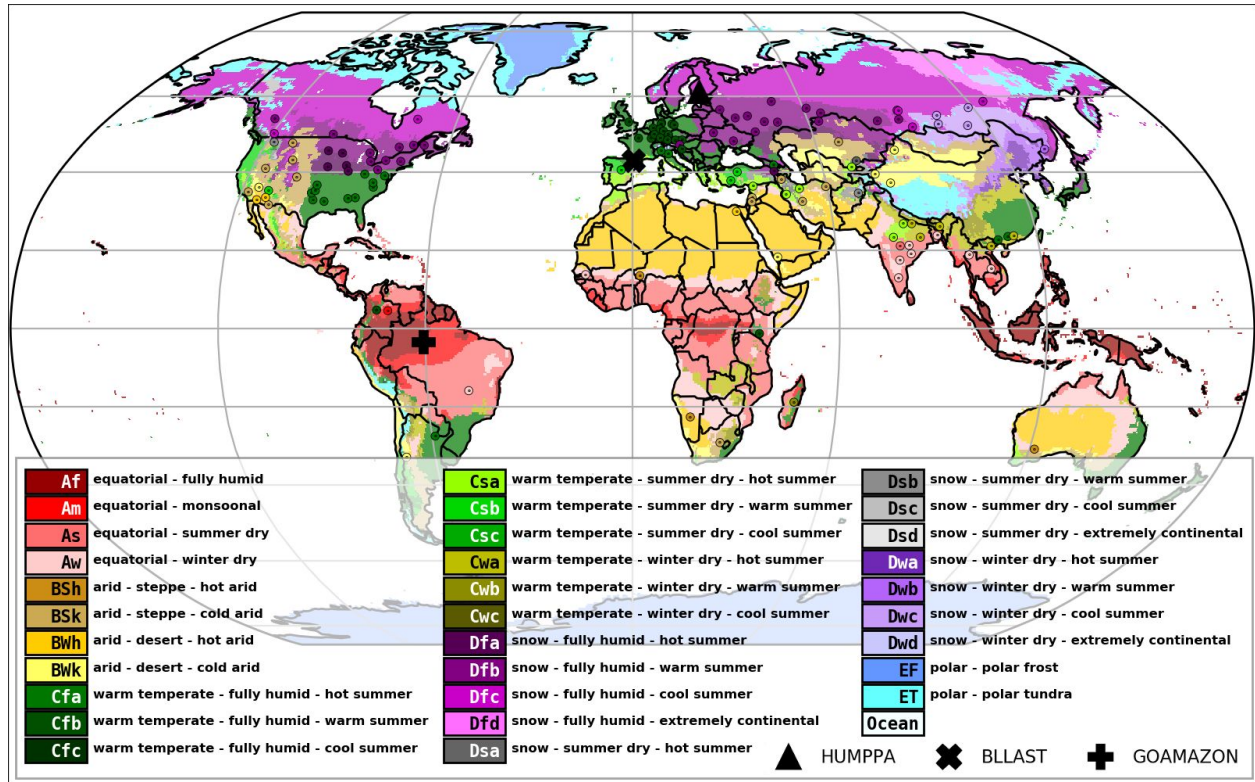 Af equatorial - fully humid
Am equatorial - monsoonal
As equatorial - summer dry
Aw equatorial - winter dry
BSh arid - steppe - hot arid
BSk arid - steppe - cold arid
BWh arid - desert - hot arid
BWk arid - desert - cold arid
Cfa warm temperate - fully humid - hot summer
Cfb warm temperate - fully humid - warm summer
Cfc warm temperate - fully humid - cool summer
Csa warm temperate - summer dry - hot summer
Csb warm temperate - summer dry - warm summer
Csc warm temperate - summer dry - cool summer
Cwa warm temperate - winter dry - hot summer
Cwb warm temperate - winter dry - warm summer
Cwc warm temperate - winter dry - cool summer
Dfa snow - fully humid - hot summer
Dfb snow - fully humid - warm summer
Dfc snow - fully humid - cool summer
Dfd snow - fully humid - extremely continental
Dsa snow - summer dry - hot summer
Dsb snow - summer dry - warm summer
Dsc snow - summer dry - cool summer
Dsd snow - summer dry - extremely continental
Dwa snow - winter dry - hot summer
Dwb snow - winter dry - warm summer
Dwc snow - winter dry - cool summer
Dwd snow - winter dry - extremely continental
EF polar - polar frost
ET polar - polar tundra
Ocean
HUMPPA BLLAST GOAMAZON